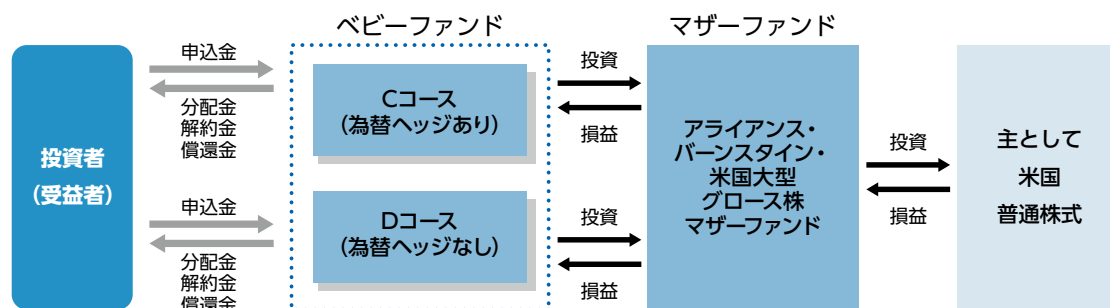 ベビーファンド
マザーファンド
投資者
（受益者）
申込金
分配金
解約金
償還金
Cコース
（為替ヘッジあり）
投資
損益
申込金
分配金
解約金
償還金
Dコース
（為替ヘッジなし）
投資
損益
アライアンス・
バーンスタイン・
米国大型
グロース株
マザーファンド
投資
損益
主として
米国
普通株式